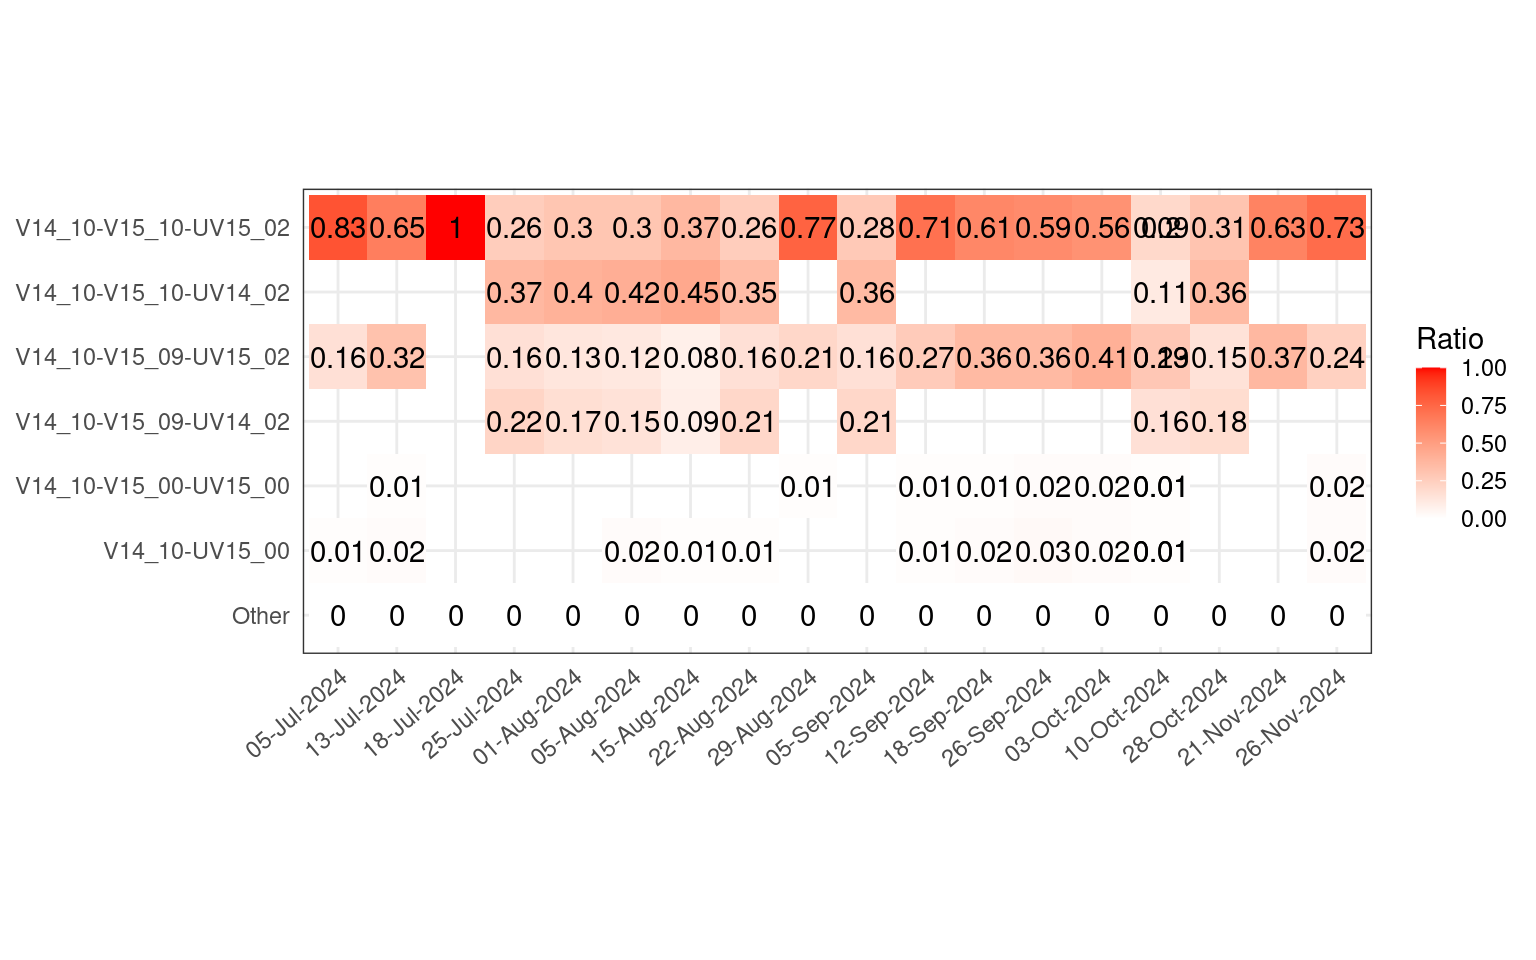 V14_10-V15_10-UV15_02 0.83 0.65 1 0.26 0.3 0.3 0.37 0.26 0.77 0.28 0.71 0.61 0.59 0.56 0.31 0.63 0.73
V14_10-V15_10-UV14_02 0.37 0.4 0.42 0.45 0.35 0.36 0.11 0.36
V14_10-V15_09-UV15_02 0.16 0.32 0.16 0.13 0.12 0.08 0.16 0.21 0.16 0.27 0.36 0.36 0.41 0.15 0.37 0.24
V14_10-V15_09-UV14_02 0.22 0.17 0.15 0.09 0.21 0.21 0.16 0.18
V14_10-V15_00-UV15_00 0.01 0.01 0.01 0.01 0.02 0.02 0.01 0.02
V14_10-UV15_00 0.01 0.02 0.02 0.01 0.01 0.01 0.02 0.03 0.02 0.01 0.02
Other 0 0 0 0 0 0 0 0 0 0 0 0 0 0 0 0 0 0
05-Jul-2024 13-Jul-2024 18-Jul-2024 25-Jul-2024 01-Aug-2024 05-Aug-2024 15-Aug-2024 22-Aug-2024 29-Aug-2024 05-Sep-2024 12-Sep-2024 18-Sep-2024 26-Sep-2024 03-Oct-2024 10-Oct-2024 28-Oct-2024 21-Nov-2024 26-Nov-2024
Ratio
1.00
0.75
0.50
0.25
0.00